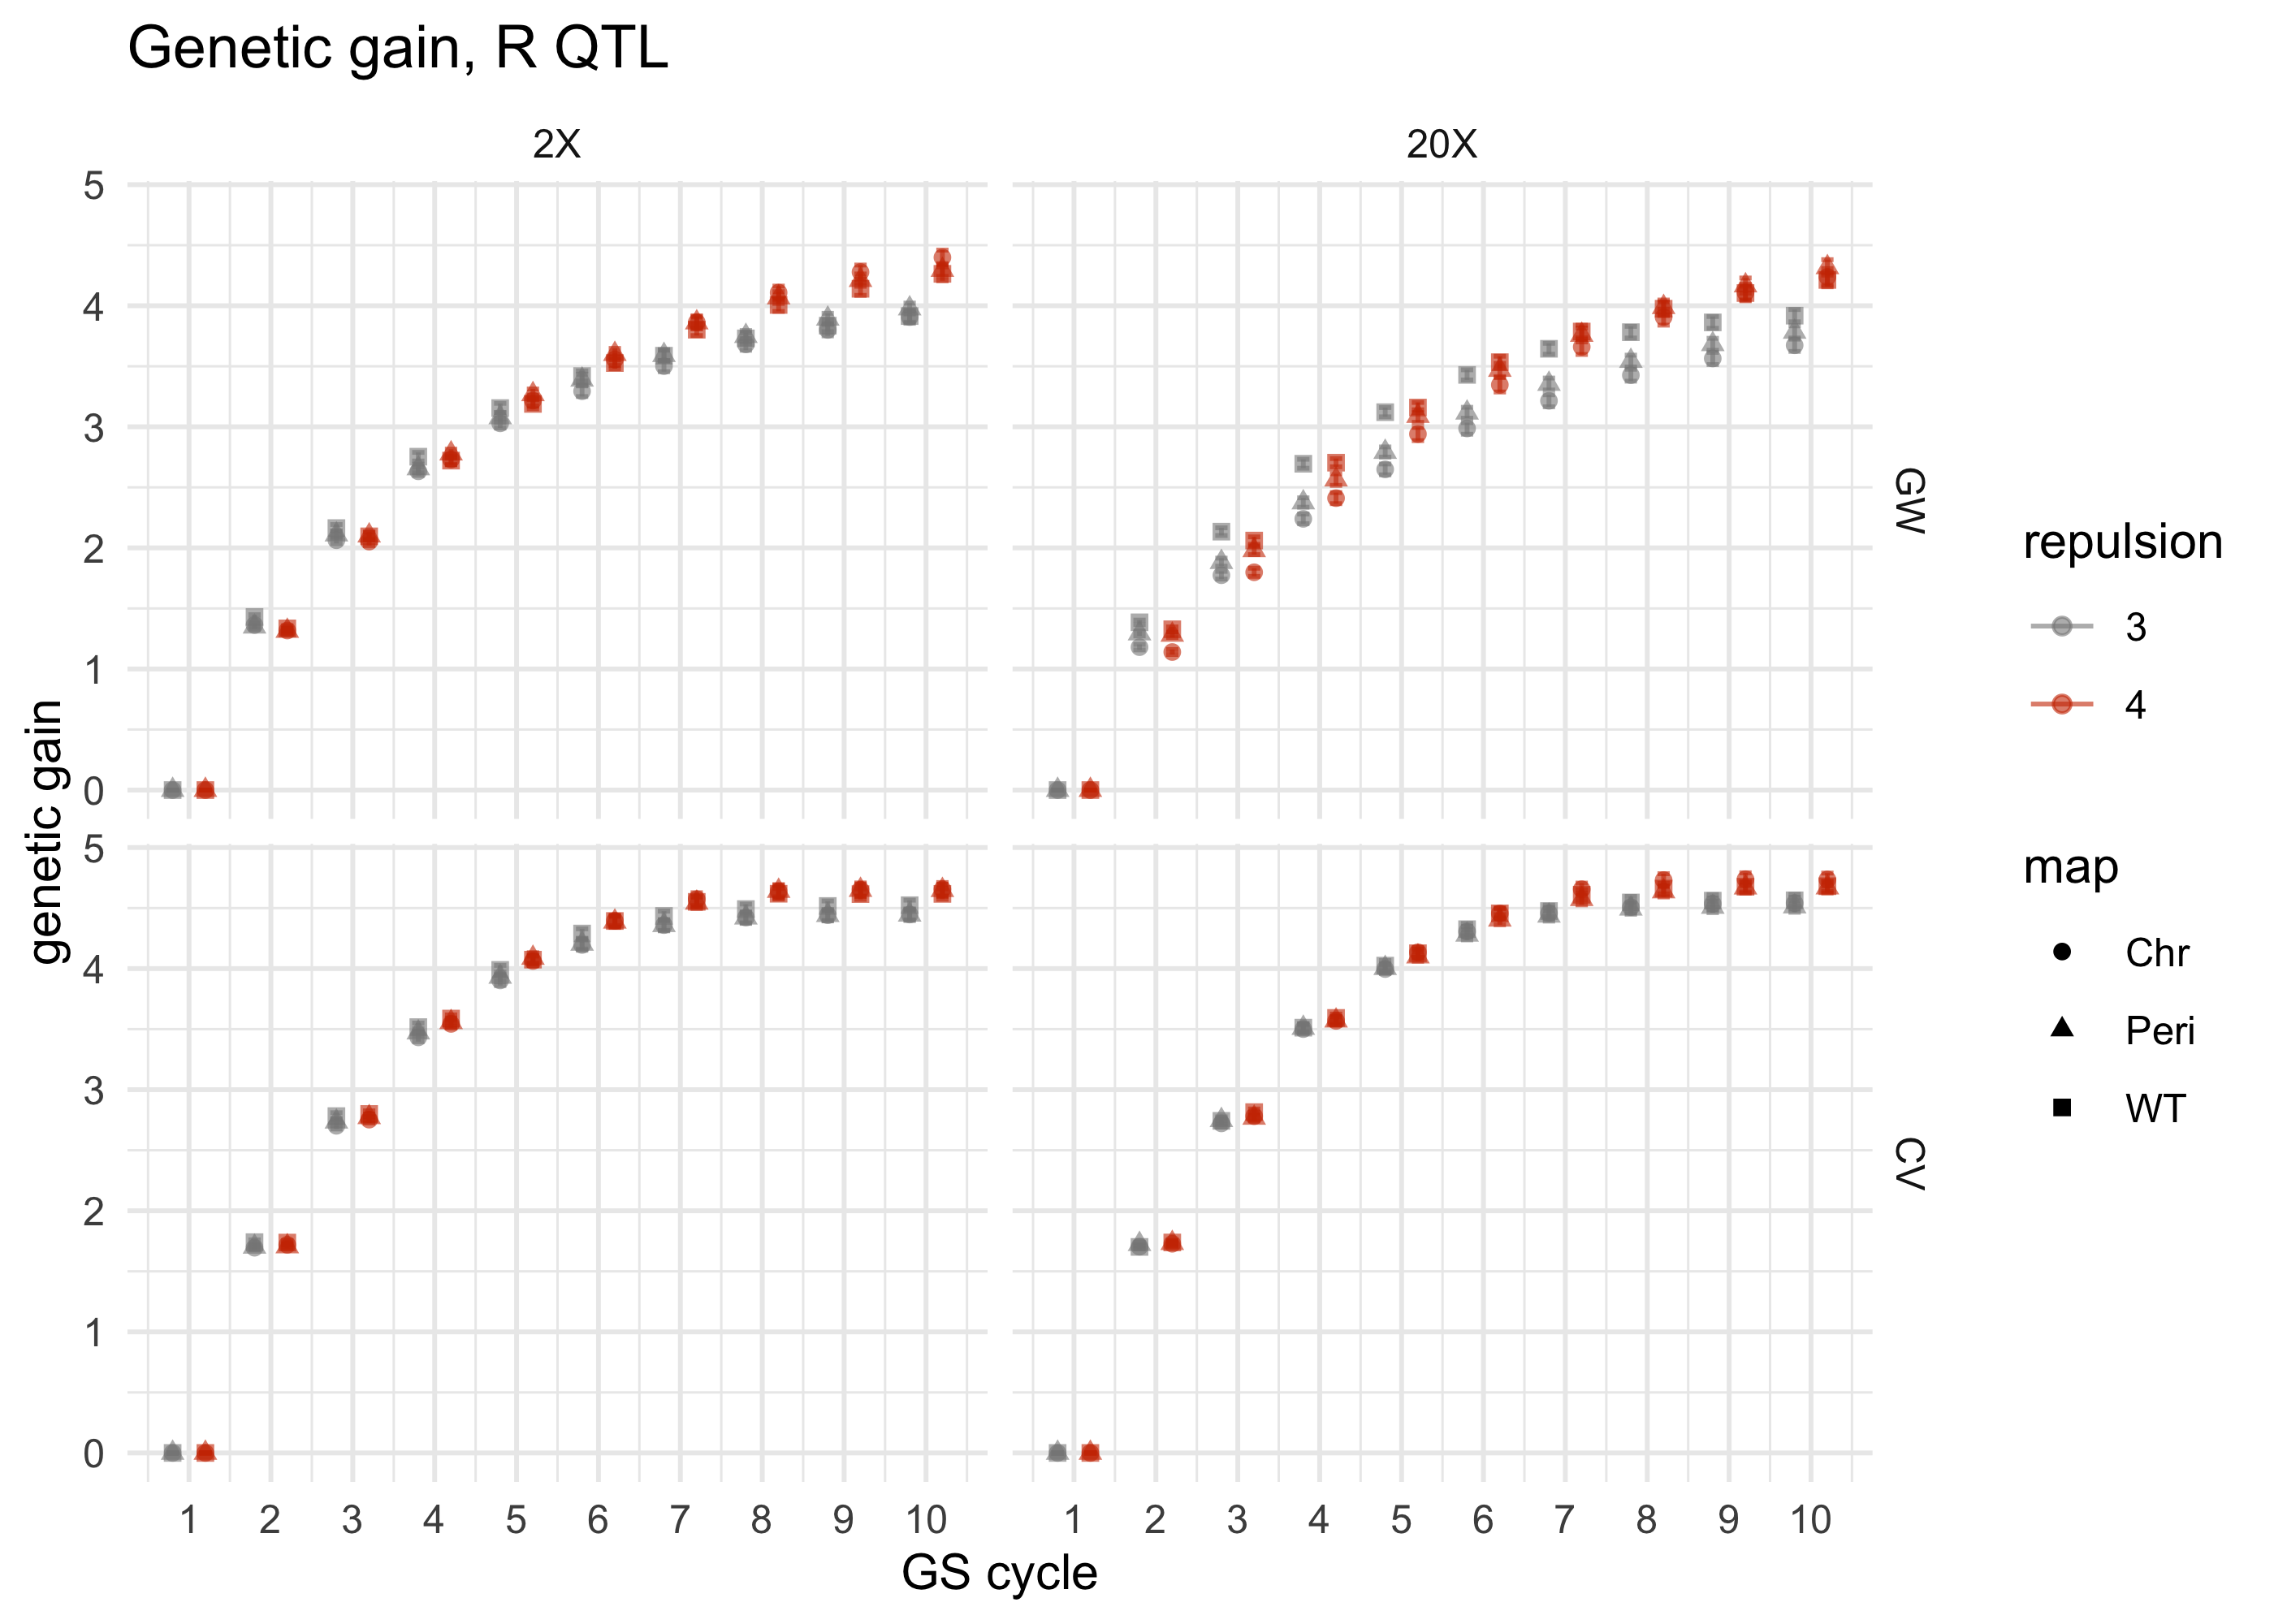 Genetic gain, R QTL
2X
20X
5
4
3
2
1
0
GW
5
4
3
2
1
0
CV
genetic gain
1 2 3 4 5 6 7 8 9 10
1 2 3 4 5 6 7 8 9 10
GS cycle
repulsion
3
4
map
Chr
Peri
WT